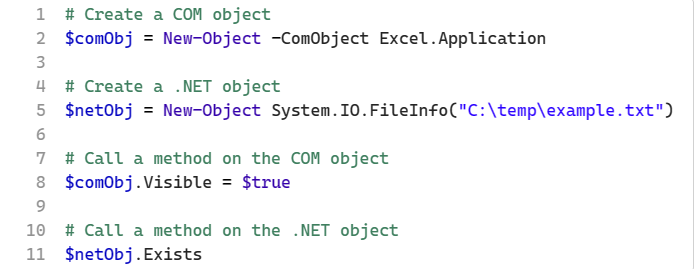 1 # Create a COM object
2 $comObj = New-Object -ComObject Excel.Application
3
4 # Create a .NET object
5 $netObj = New-Object System.IO.FileInfo("C:\temp\example.txt")
6
7 # Call a method on the COM object
8 $comObj.Visible = $true
9
10 # Call a method on the .NET object
11 $netObj.Exists